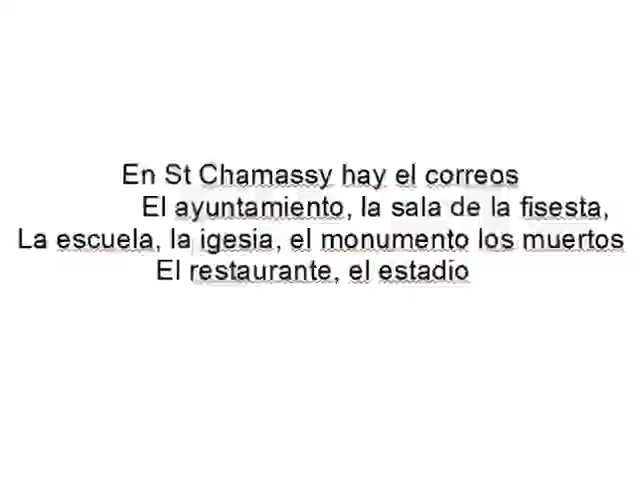 En St Chamassy hay el correos
El ayuntamiento, la sala de la fisesta,
La escuela, la igesia, el monumento los muertos
El restaurante, el estadio